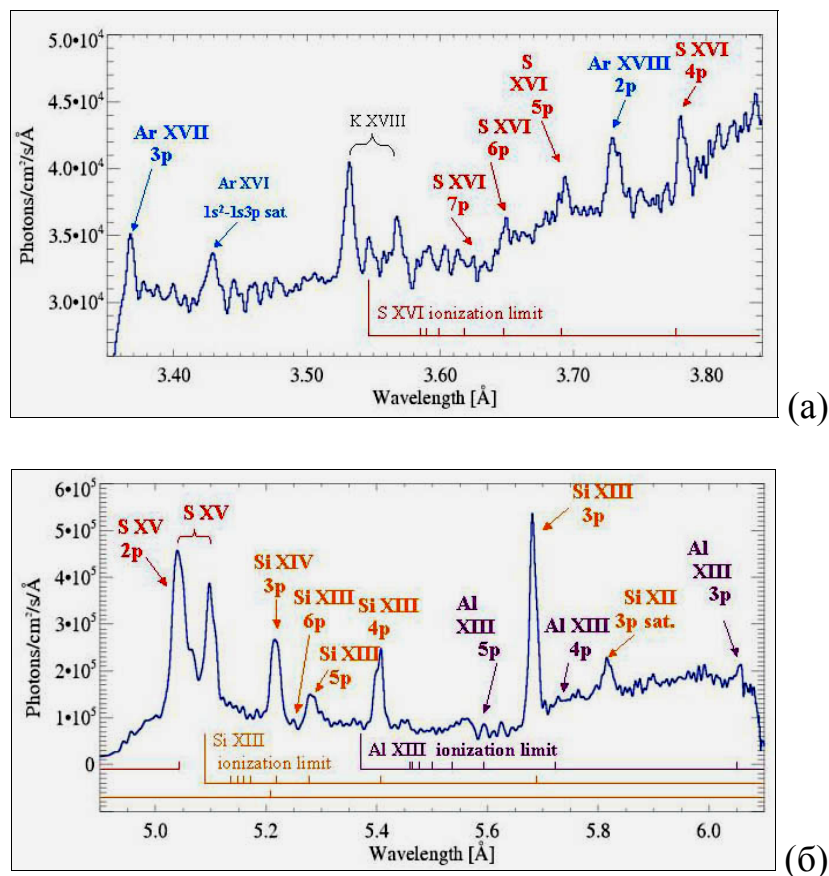 5.0•10⁴
4.5•10⁴
4.0•10⁴
3.5•10⁴
3.0•10⁴
Photons/cm²/s/Å
Ar XVII
3p
Ar XVI
1s²-1s3p sat.
K XVIII
S XVI
7p
S XVI
6p
S
XVI
5p
Ar XVIII
2p
S XVI
4p
S XVI ionization limit
3.40 3.50 3.60 3.70 3.80
Wavelength [Å]
(а)
6•10⁵
5•10⁵
4•10⁵
3•10⁵
2•10⁵
1•10⁵
0
Photons/cm²/s/Å
S XV
2p
S XV
Si XIV
3p
Si XIII
6p
Si XIII
5p
Si XIII
4p
Al
XIII
5p
Si XIII
3p
Al XIII
4p
Si XII
3p sat.
Al
XIII
3p
Si XIII
ionization limit
Al XIII ionization limit
5.0 5.2 5.4 5.6 5.8 6.0
Wavelength [Å]
(б)